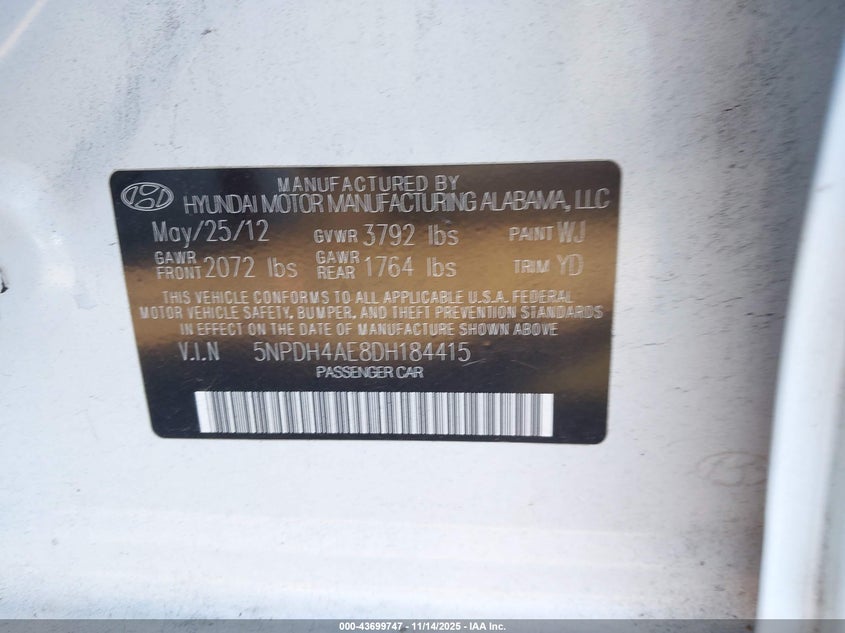 MANUFACTURED BY
HYUNDAI MOTOR MANUFACTURING ALABAMA, LLC
May/25/12 GVWR 3792 lbs PAINT WJ
GAWR FRONT 2072 lbs GAWR REAR 1764 lbs TRIM YD
THIS VEHICLE CONFORMS TO ALL APPLICABLE U.S.A. FEDERAL
MOTOR VEHICLE SAFETY, BUMPER, AND THEFT PREVENTION STANDARDS
IN EFFECT ON THE DATE OF MANUFACTURE SHOWN ABOVE
V.I.N 5NPDH4AE8DH184415
PASSENGER CAR
000-43699747 - 11/14/2025 - IAA Inc.